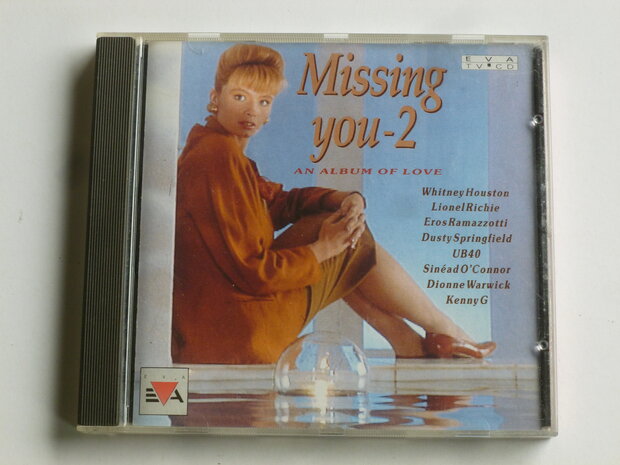 Missing
you-2
AN ALBUM OF LOVE
EVA
TV·CD
Whitney Houston
Lionel Richie
Eros Ramazzotti
Dusty Springfield
UB40
Sinéad O'Connor
Dionne Warwick
Kenny G
E.V.A
EVA